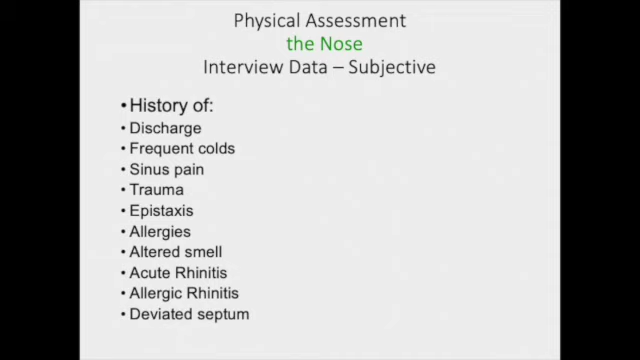 Physical Assessment
the Nose
Interview Data – Subjective
• History of:
• Discharge
• Frequent colds
• Sinus pain
• Trauma
• Epistaxis
• Allergies
• Altered smell
• Acute Rhinitis
• Allergic Rhinitis
• Deviated septum